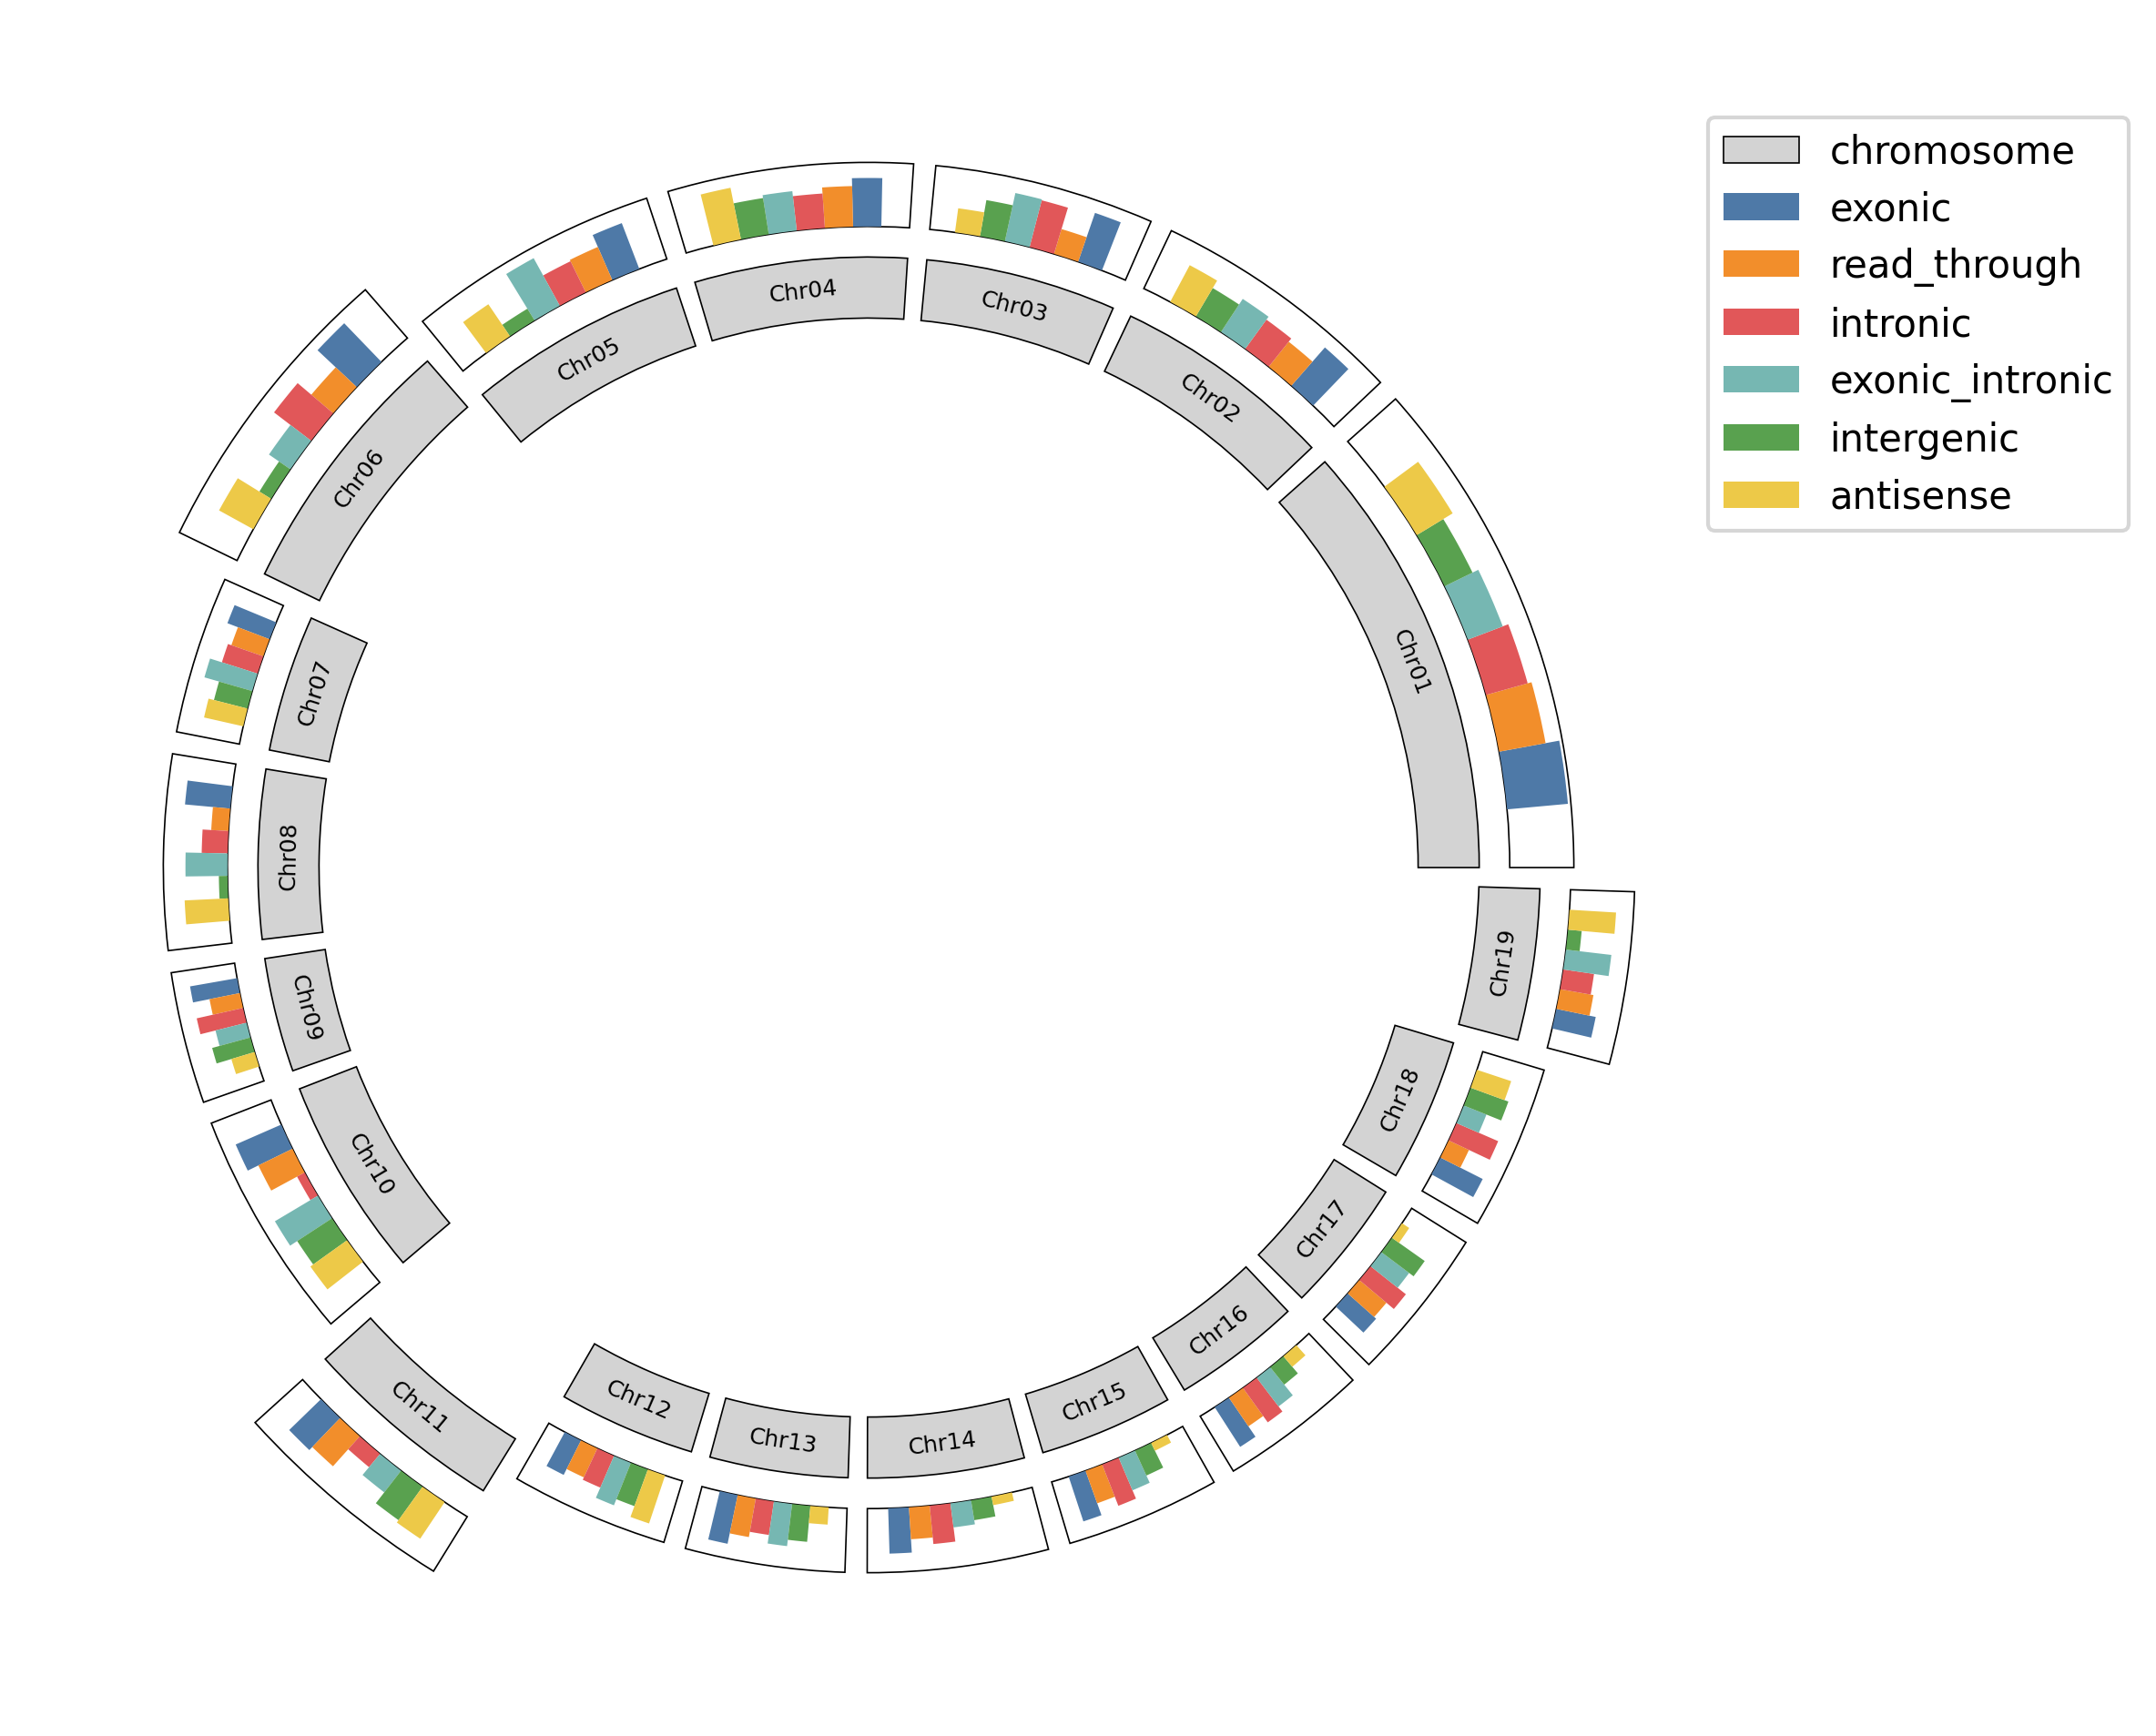 chromosome
exonic
read_through
intronic
exonic_intronic
intergenic
antisense
Chr01
Chr02
Chr03
Chr04
Chr05
Chr06
Chr07
Chr08
Chr09
Chr10
Chr11
Chr12
Chr13
Chr14
Chr15
Chr16
Chr17
Chr18
Chr19